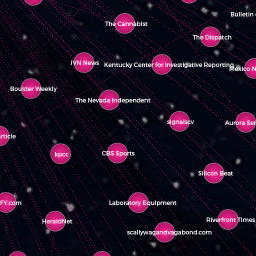 The Cannabist
Bulletin
The Dispatch
IVN News
Kentucky Center for Investigative Reporting
Mexico N
Boulder Weekly
The Nevada Independent
signalscv
Aurora Sen
rticle
kpcc
CBS Sports
Silicon Beat
FY.com
Laboratory Equipment
HeraldNet
Riverfront Times
scallywagandvagabond.com